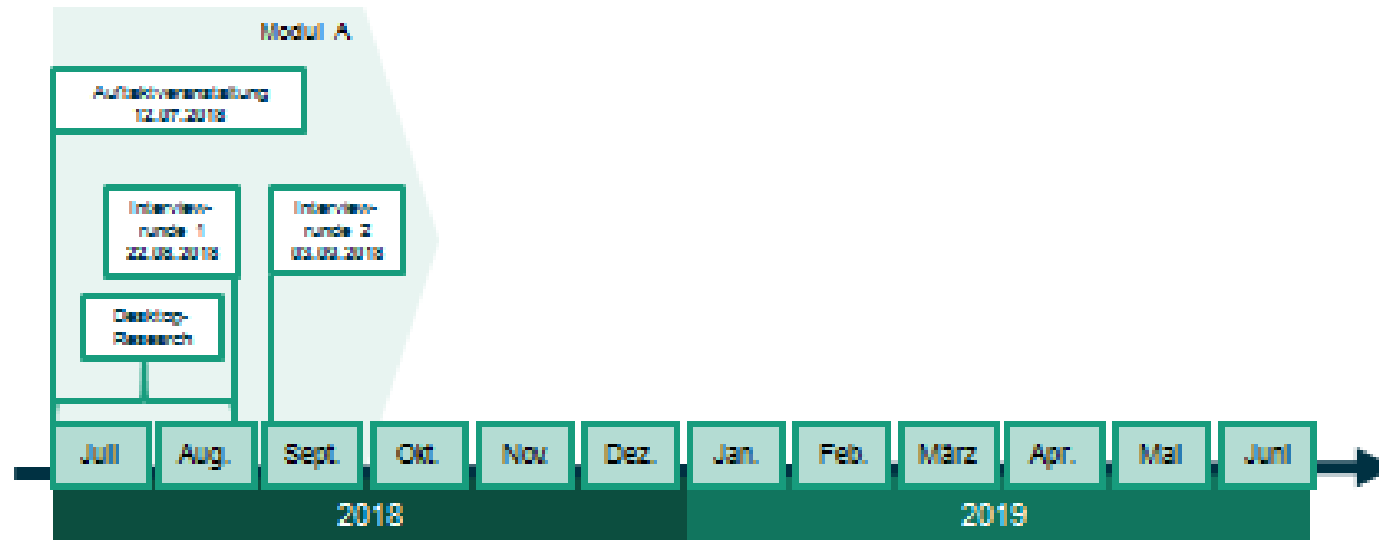 Modul A
Auftaktveranstaltung
12.07.2018
Interview-
runde 1
22.08.2018
Interview-
runde 2
03.09.2018
Desktop-
Research
Juli
Aug.
Sept.
Okt.
Nov.
Dez.
Jan.
Feb.
März
Apr.
Mai
Juni
2018
2019